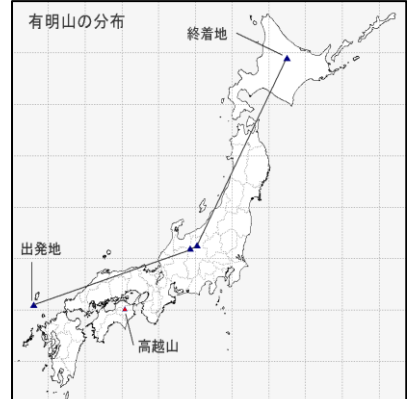 有明山の分布
終着地
出発地
高越山